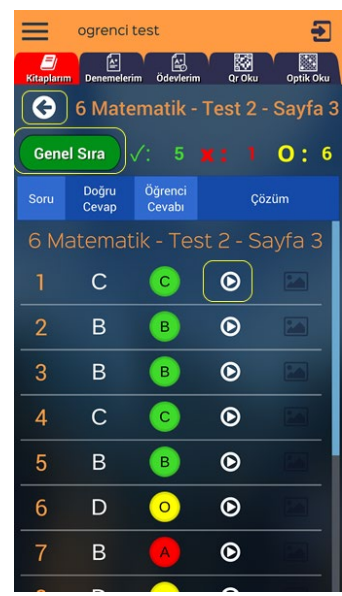 ogrenci test
Kitaplarım Denemelerim Ödevlerim Qr Oku Optik Oku
6 Matematik - Test 2 - Sayfa 3
Genel Sıra ✓: 5 x: 1 O: 6
Soru Doğru Cevap Öğrenci Cevabı Çözüm
6 Matematik - Test 2 - Sayfa 3
1 C C
2 B B
3 B B
4 C C
5 B B
6 D O
7 B A